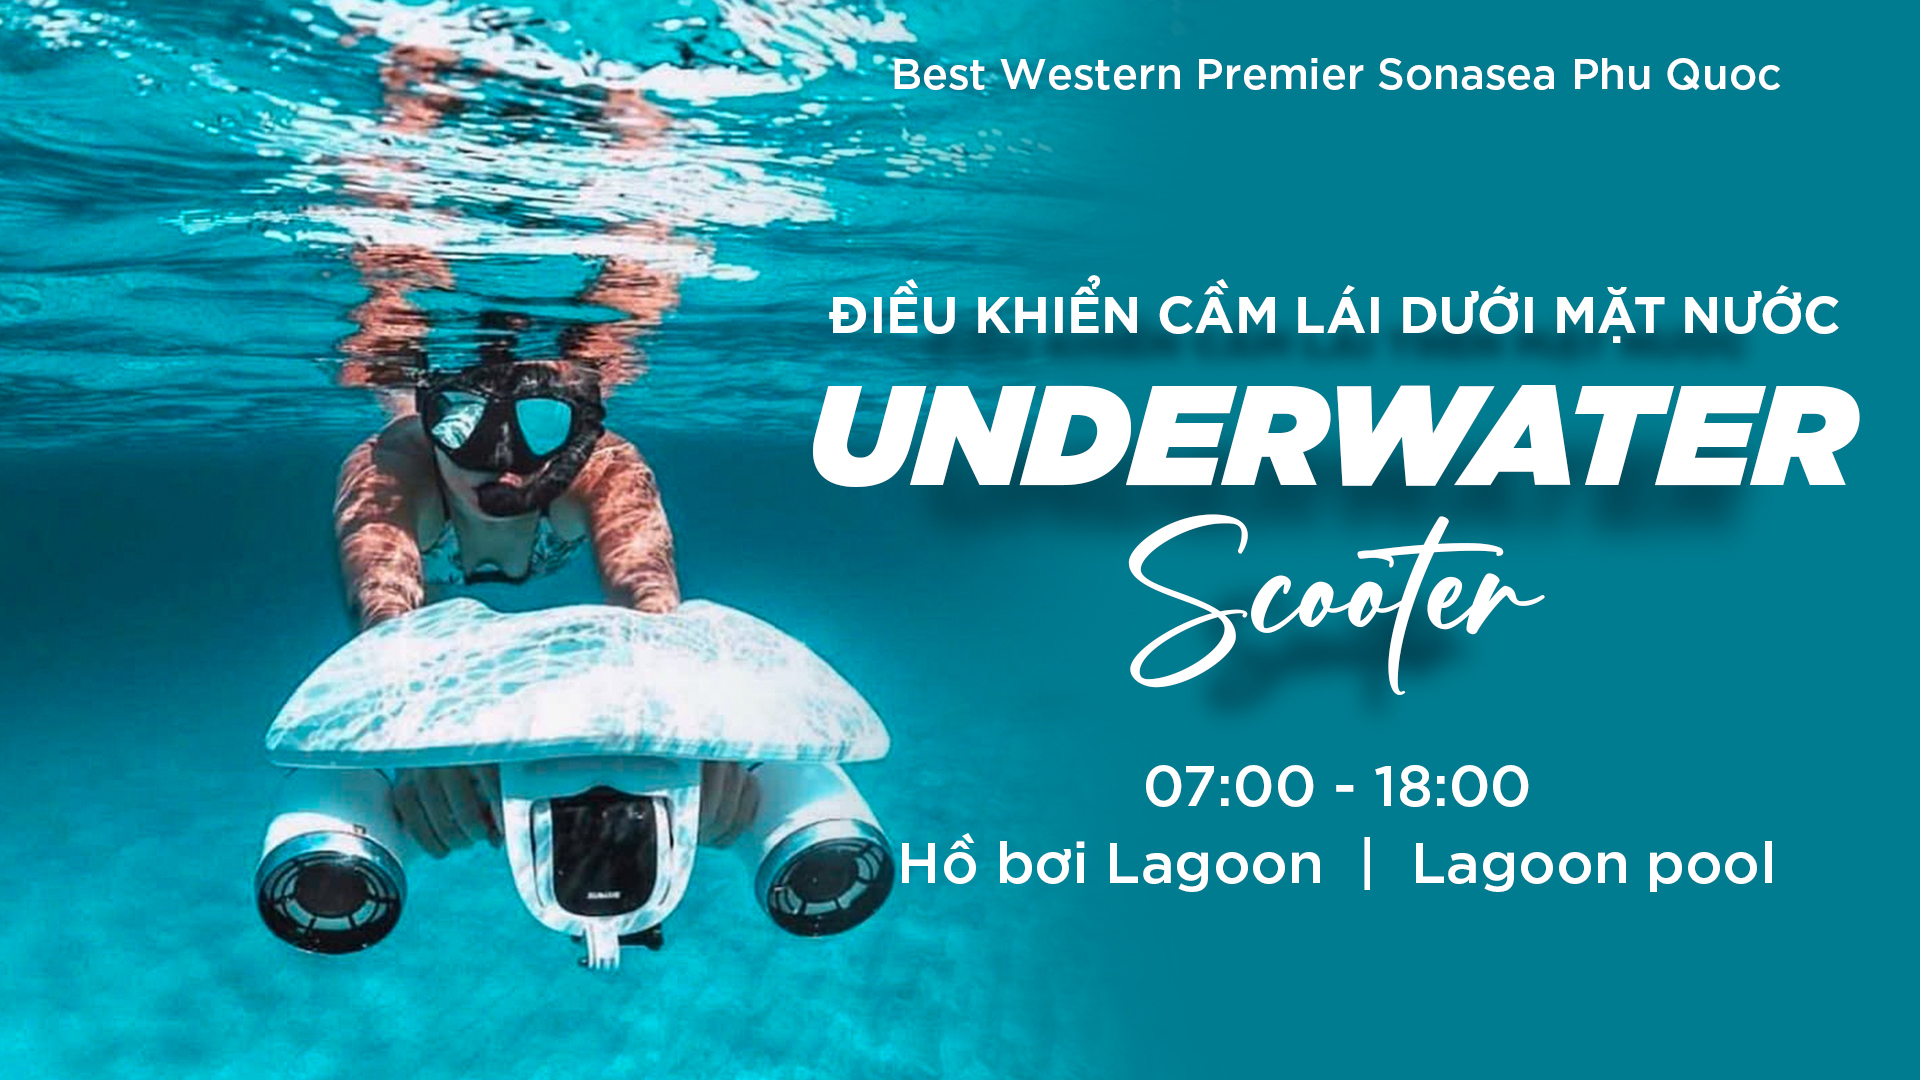 Best Western Premier Sonasea Phu Quoc
ĐIỀU KHIỂN CẦM LÁI DƯỚI MẶT NƯỚC
UNDERWATER
Scooter
07:00 - 18:00
Hồ bơi Lagoon | Lagoon pool